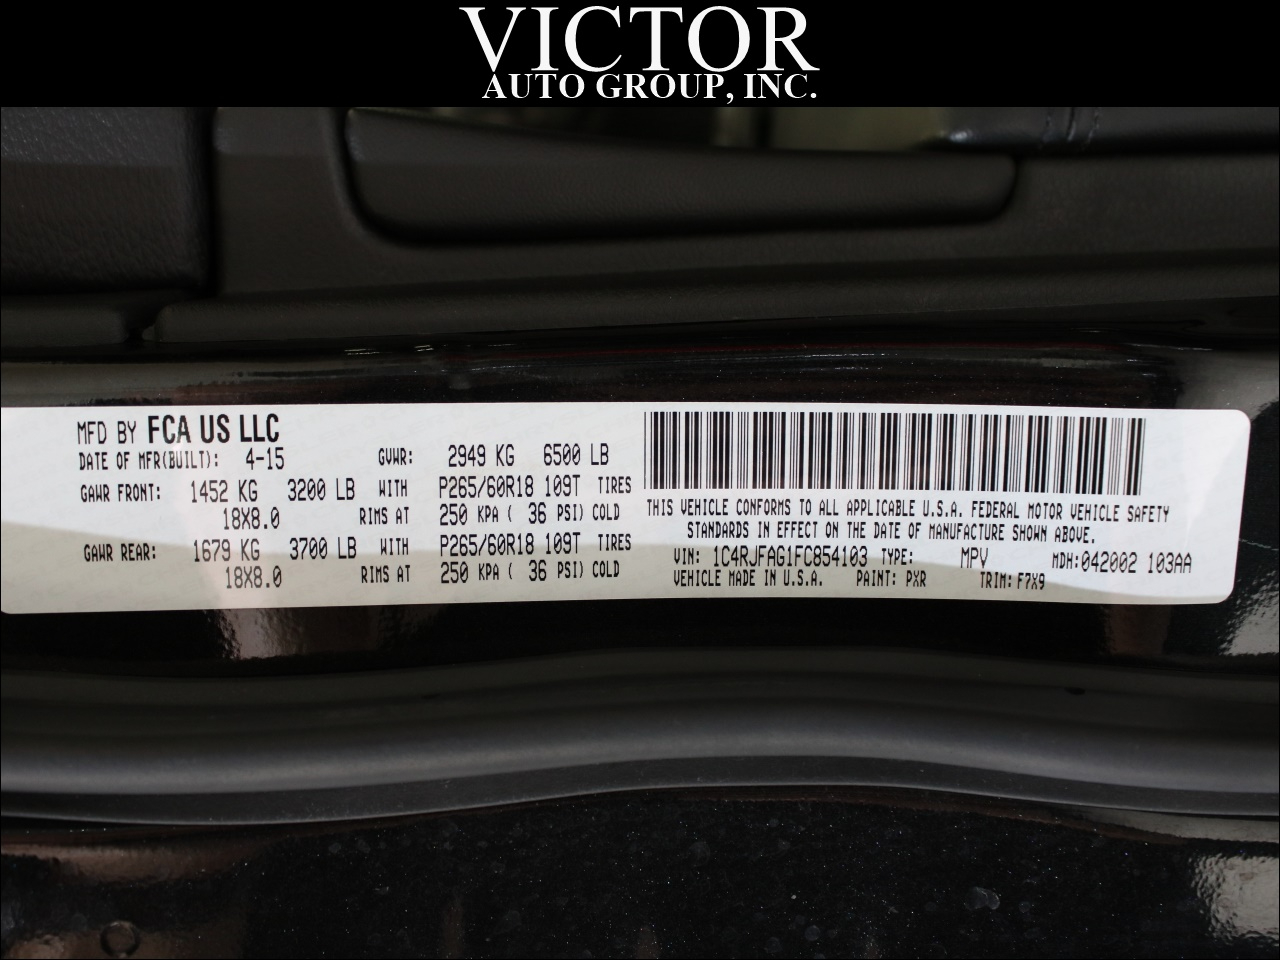 VICTOR
AUTO GROUP, INC.
MFD BY FCA US LLC
DATE OF MFR(BUILT): 4-15 GVWR: 2949 KG 6500 LB
GAWR FRONT: 1452 KG 3200 LB WITH P265/60R18 109T TIRES
18X8.0 RIMS AT 250 KPA ( 36 PSI) COLD
GAWR REAR: 1679 KG 3700 LB WITH P265/60R18 109T TIRES
18X8.0 RIMS AT 250 KPA ( 36 PSI) COLD
THIS VEHICLE CONFORMS TO ALL APPLICABLE U.S.A. FEDERAL MOTOR VEHICLE SAFETY
STANDARDS IN EFFECT ON THE DATE OF MANUFACTURE SHOWN ABOVE.
VIN: 1C4RJFAG1FC854103 TYPE: MPV MDH:042002 103AA
VEHICLE MADE IN U.S.A. PAINT: PXR TRIM: F7X9